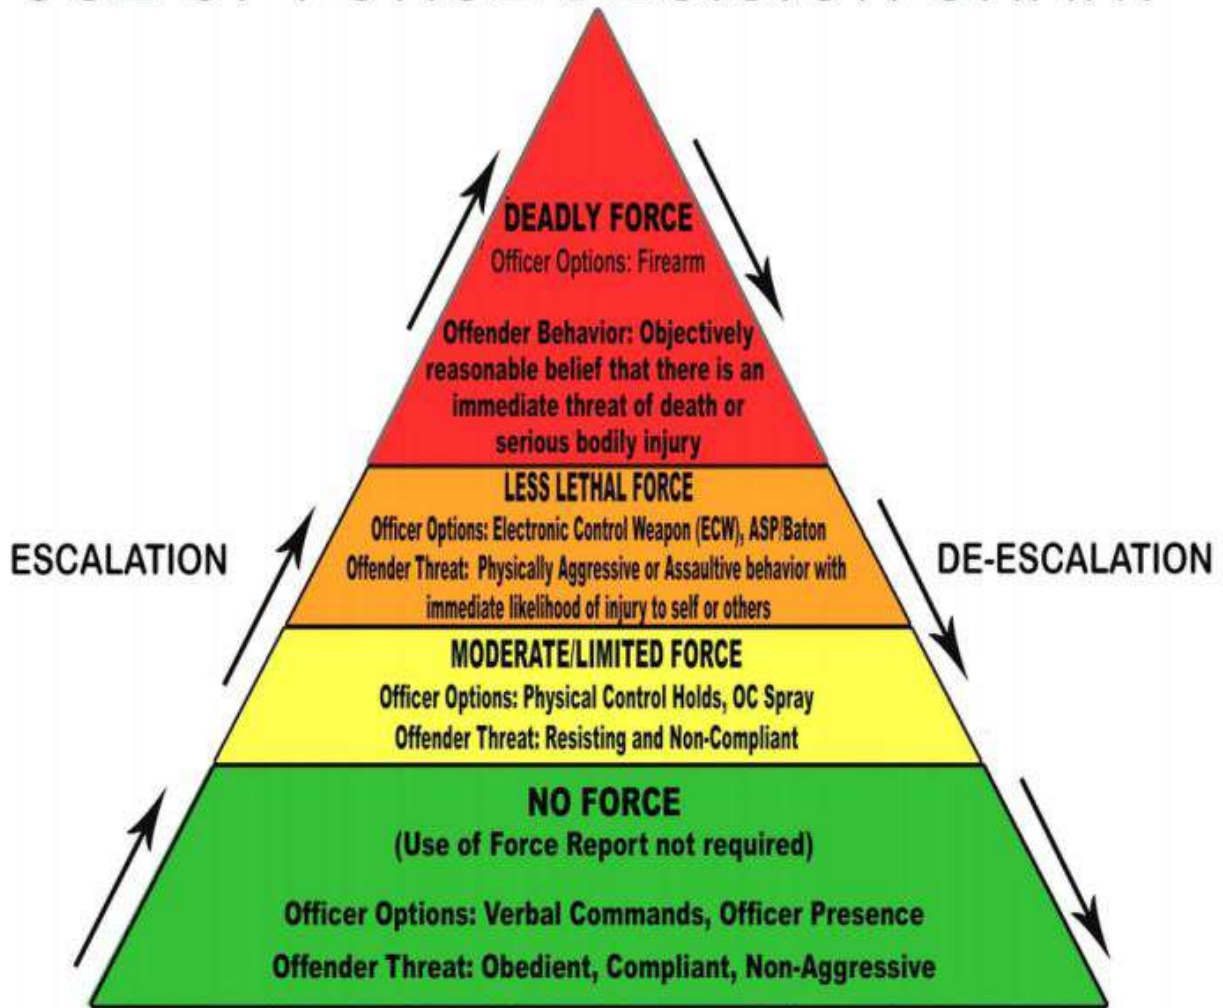 DEADLY FORCE
Officer Options: Firearm
Offender Behavior: Objectively
reasonable belief that there is an
immediate threat of death or
serious bodily injury
LESS LETHAL FORCE
Officer Options: Electronic Control Weapon (ECW), ASP/Baton
Offender Threat: Physically Aggressive or Assaultive behavior with
immediate likelihood of injury to self or others
ESCALATION
DE-ESCALATION
MODERATE/LIMITED FORCE
Officer Options: Physical Control Holds, OC Spray
Offender Threat: Resisting and Non-Compliant
NO FORCE
(Use of Force Report not required)
Officer Options: Verbal Commands, Officer Presence
Offender Threat: Obedient, Compliant, Non-Aggressive